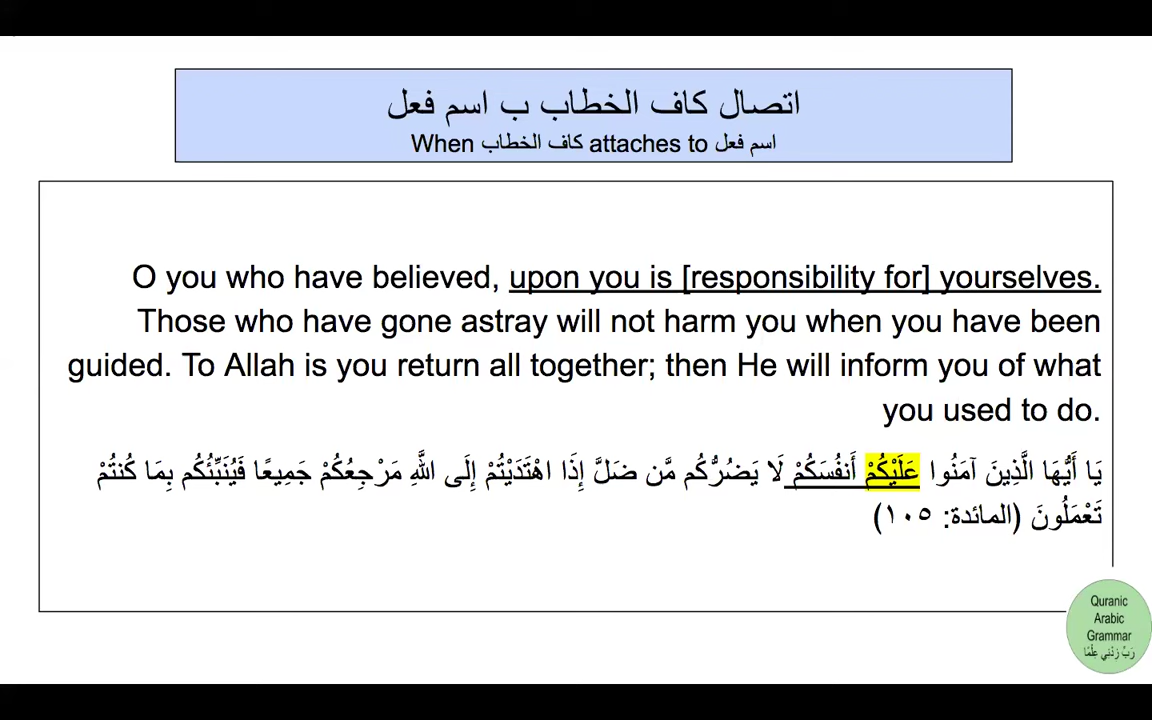 اتصال كاف الخطاب ب اسم فعل
When كاف الخطاب attaches to اسم فعل
O you who have believed, upon you is [responsibility for] yourselves.
Those who have gone astray will not harm you when you have been
guided. To Allah is you return all together; then He will inform you of what
you used to do.
يَا أَيُّهَا الَّذِينَ آمَنُوا عَلَيْكُمْ أَنفُسَكُمْ لَا يَضُرُّكُم مَّن ضَلَّ إِذَا اهْتَدَيْتُمْ إِلَى اللَّهِ مَرْجِعُكُمْ جَمِيعًا فَيُنَبِّئُكُم بِمَا كُنتُمْ
تَعْمَلُونَ (المائدة: ١٠٥)
Quranic
Arabic
Grammar
رَبِّ زِدْنِي عِلْمًا